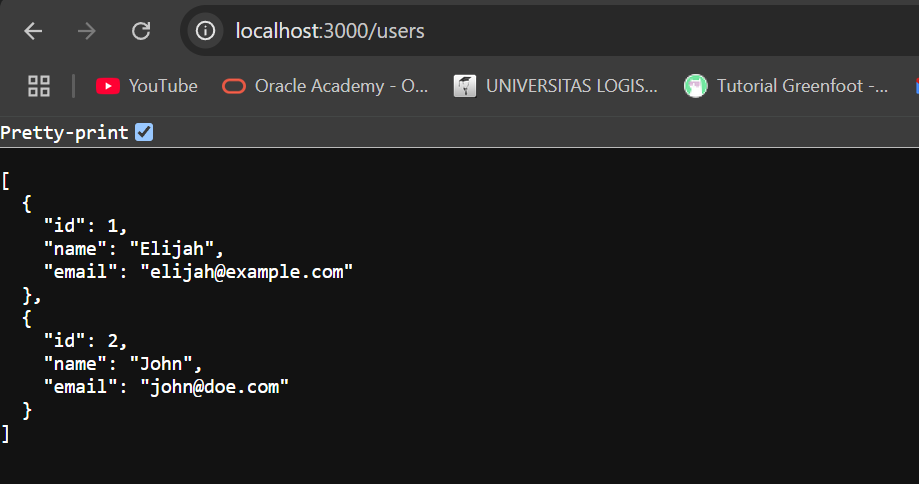 localhost:3000/users
YouTube
Oracle Academy - O...
UNIVERSITAS LOGIS...
Tutorial Greenfoot -...
Pretty-print
[
  {
    "id": 1,
    "name": "Elijah",
    "email": "elijah@example.com"
  },
  {
    "id": 2,
    "name": "John",
    "email": "john@doe.com"
  }
]